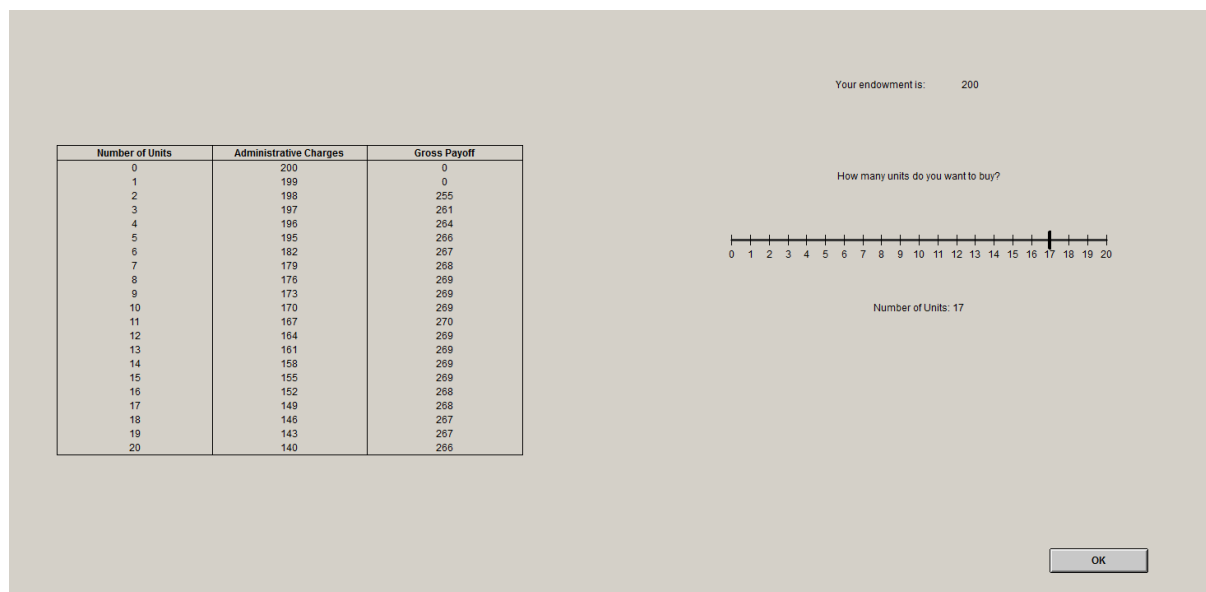 Your endowment is: 200
Number of Units Administrative Charges Gross Payoff
0 200 0
1 199 0
2 198 255
3 197 261
4 196 264
5 195 266
6 182 267
7 179 268
8 176 269
9 173 269
10 170 269
11 167 270
12 164 269
13 161 269
14 158 269
15 155 269
16 152 268
17 149 268
18 146 267
19 143 267
20 140 266
How many units do you want to buy?
0 1 2 3 4 5 6 7 8 9 10 11 12 13 14 15 16 17 18 19 20
Number of Units: 17
OK